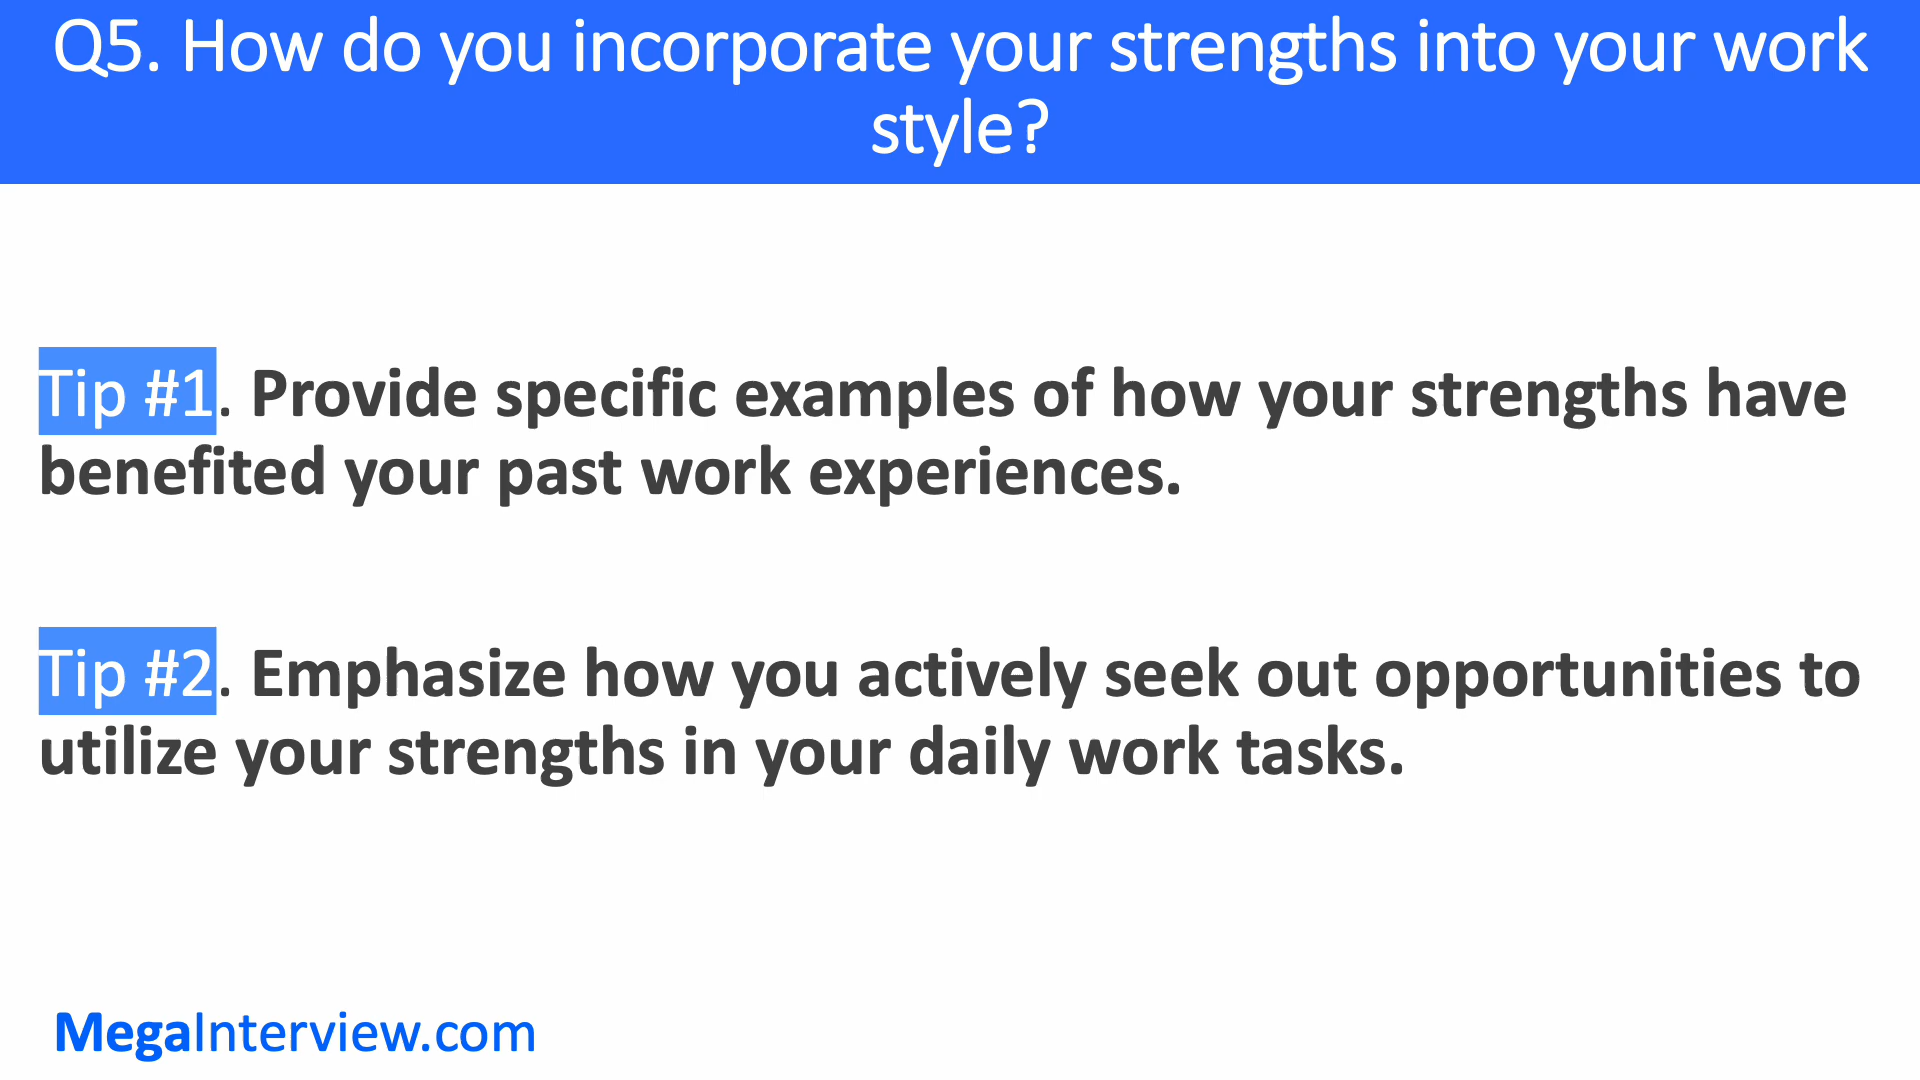 Q5. How do you incorporate your strengths into your work
style?
Tip #1. Provide specific examples of how your strengths have
benefited your past work experiences.
Tip #2. Emphasize how you actively seek out opportunities to
utilize your strengths in your daily work tasks.
MegaInterview.com